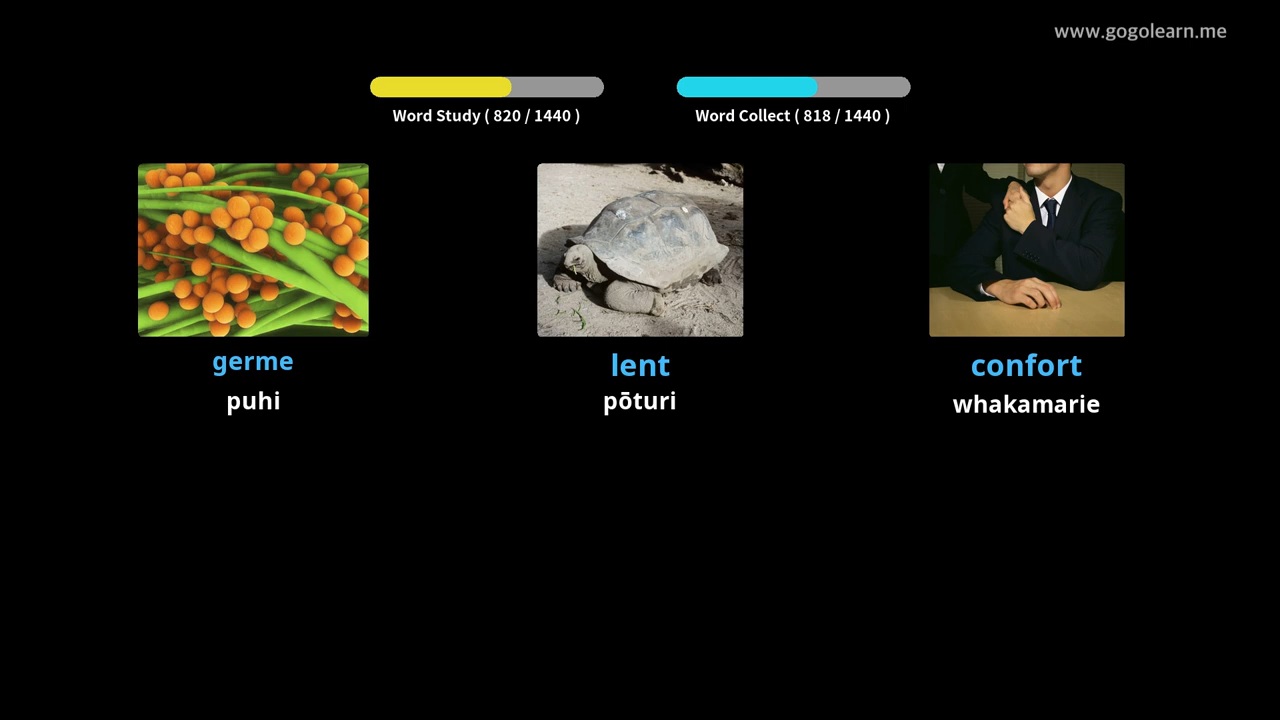 www.gogolearn.me
Word Study ( 820 / 1440 )
Word Collect ( 818 / 1440 )
germe
lent
confort
puhi
pōturi
whakamarie